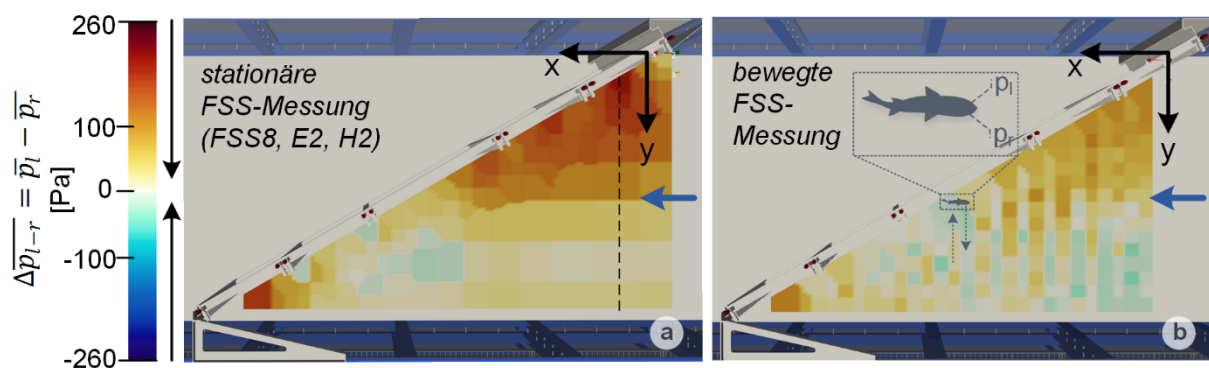 260
100
0
-100
-260
Δp̅l-r = p̅l − p̅r
[Pa]
stationäre
FSS-Messung
(FSS8, E2, H2)
x
y
a
bewegte
FSS-
Messung
pl
pr
x
y
b